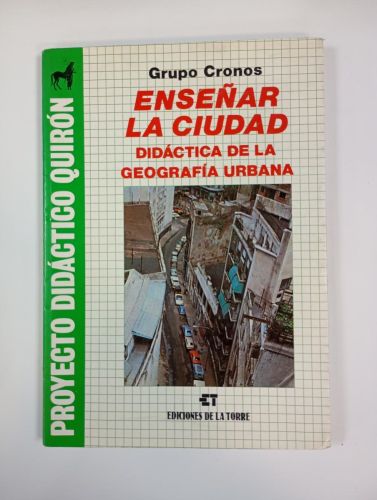 PROYECTO DIDÁCTICO QUIRÓN
Grupo Cronos
ENSEÑAR
LA CIUDAD
DIDÁCTICA DE LA
GEOGRAFÍA URBANA
ET
EDICIONES DE LA TORRE